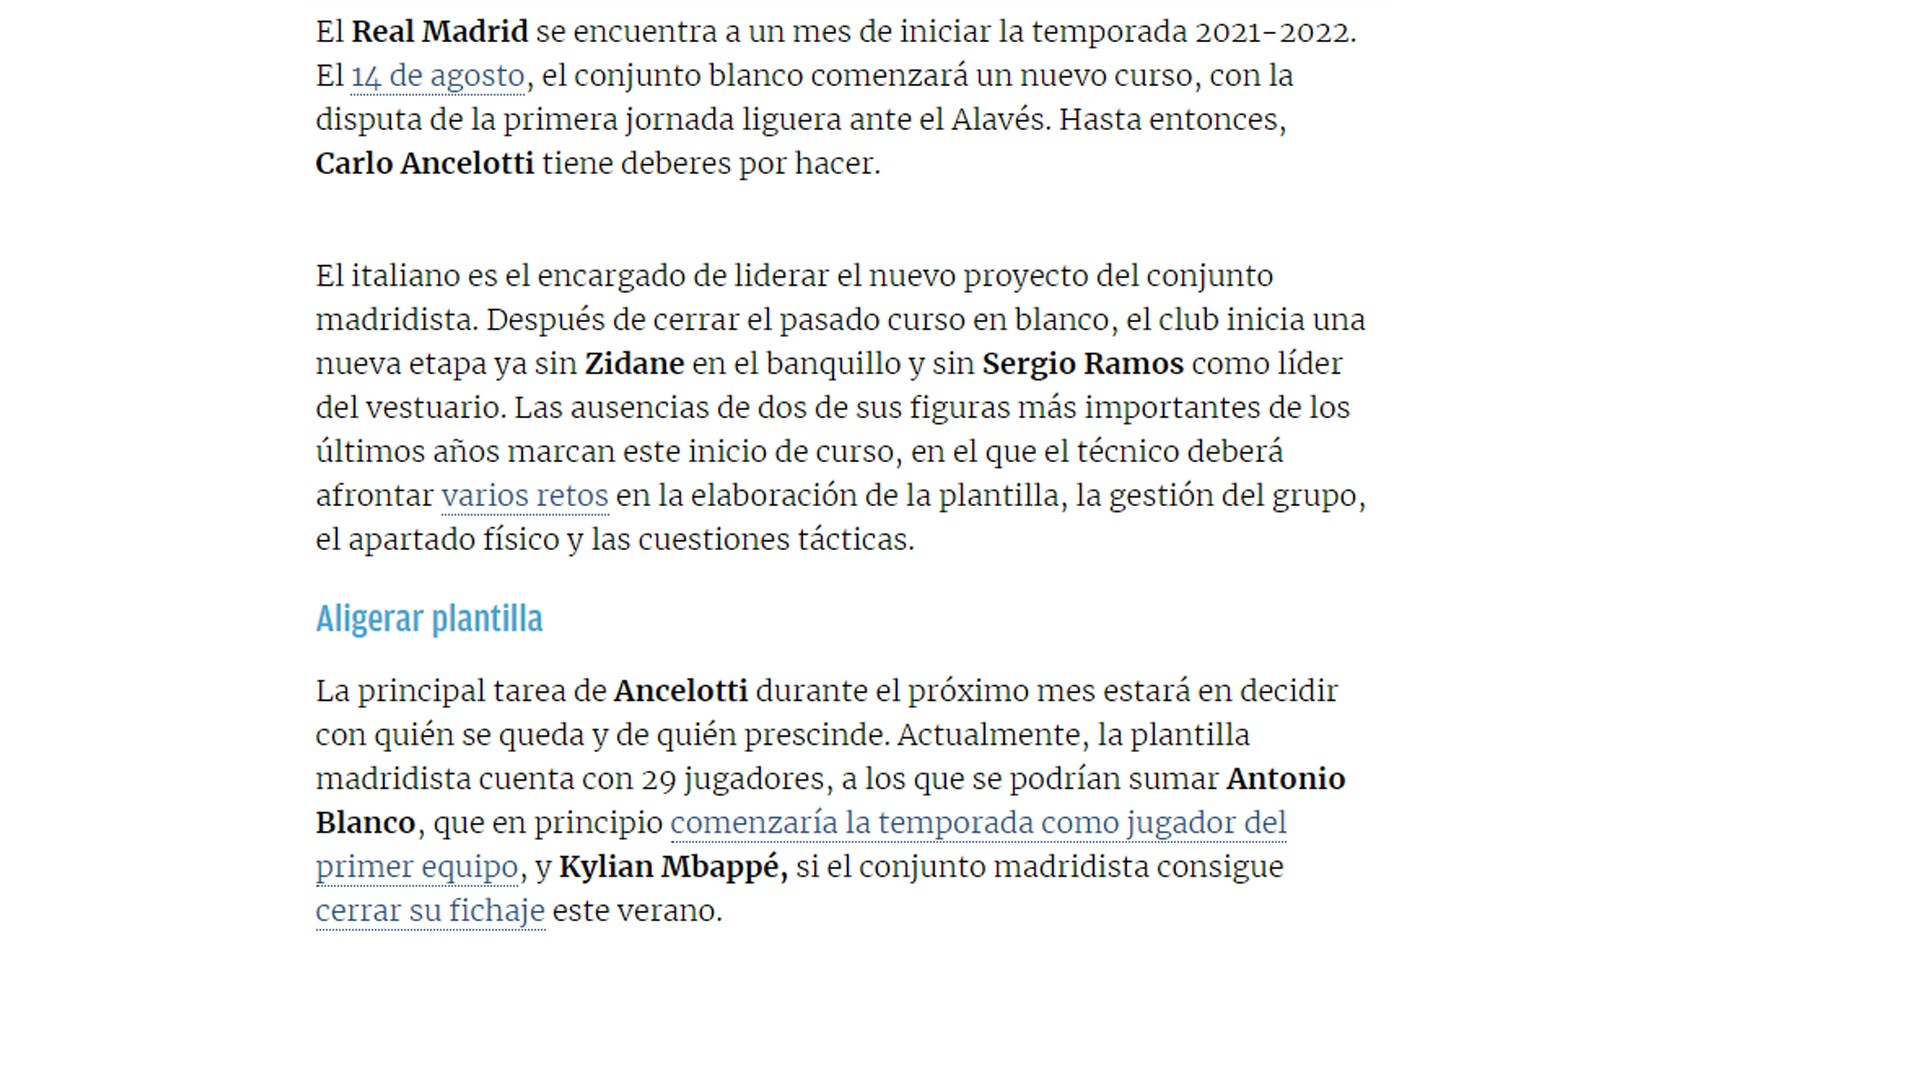 El Real Madrid se encuentra a un mes de iniciar la temporada 2021-2022.
El 14 de agosto, el conjunto blanco comenzará un nuevo curso, con la
disputa de la primera jornada liguera ante el Alavés. Hasta entonces,
Carlo Ancelotti tiene deberes por hacer.
El italiano es el encargado de liderar el nuevo proyecto del conjunto
madridista. Después de cerrar el pasado curso en blanco, el club inicia una
nueva etapa ya sin Zidane en el banquillo y sin Sergio Ramos como líder
del vestuario. Las ausencias de dos de sus figuras más importantes de los
últimos años marcan este inicio de curso, en el que el técnico deberá
afrontar varios retos en la elaboración de la plantilla, la gestión del grupo,
el apartado físico y las cuestiones tácticas.
Aligerar plantilla
La principal tarea de Ancelotti durante el próximo mes estará en decidir
con quién se queda y de quién prescinde. Actualmente, la plantilla
madridista cuenta con 29 jugadores, a los que se podrían sumar Antonio
Blanco, que en principio comenzaría la temporada como jugador del
primer equipo, y Kylian Mbappé, si el conjunto madridista consigue
cerrar su fichaje este verano.